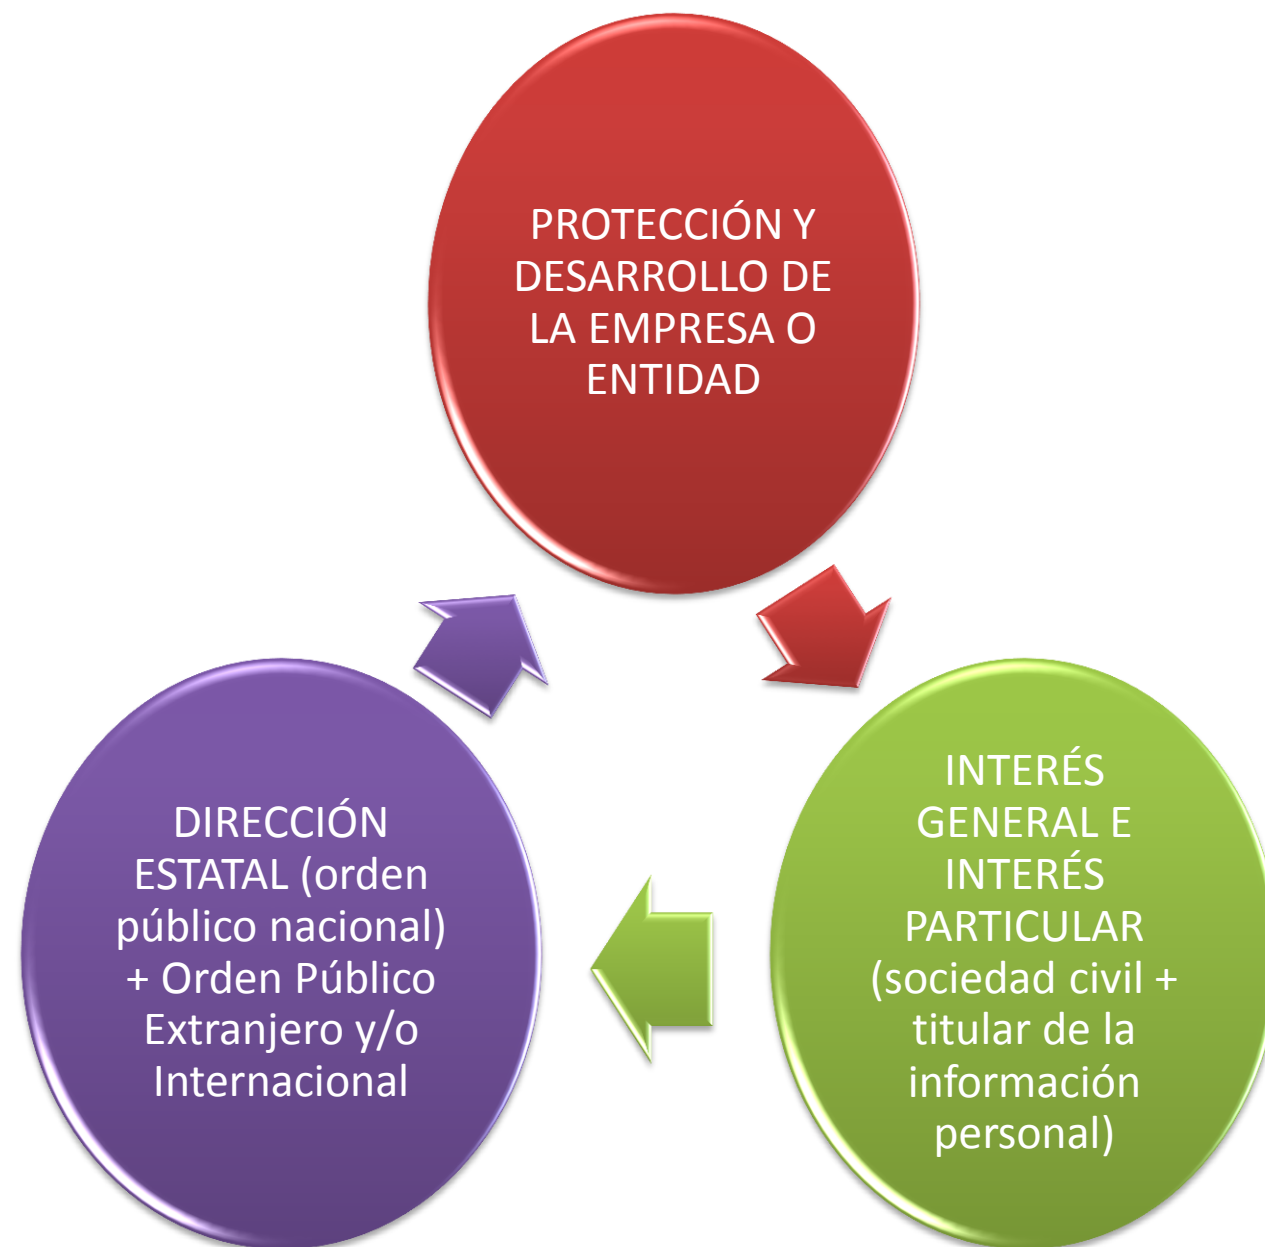 PROTECCIÓN Y
DESARROLLO DE
LA EMPRESA O
ENTIDAD
INTERÉS
GENERAL E
INTERÉS
PARTICULAR
(sociedad civil +
titular de la
información
personal)
DIRECCIÓN
ESTATAL (orden
público nacional)
+ Orden Público
Extranjero y/o
Internacional